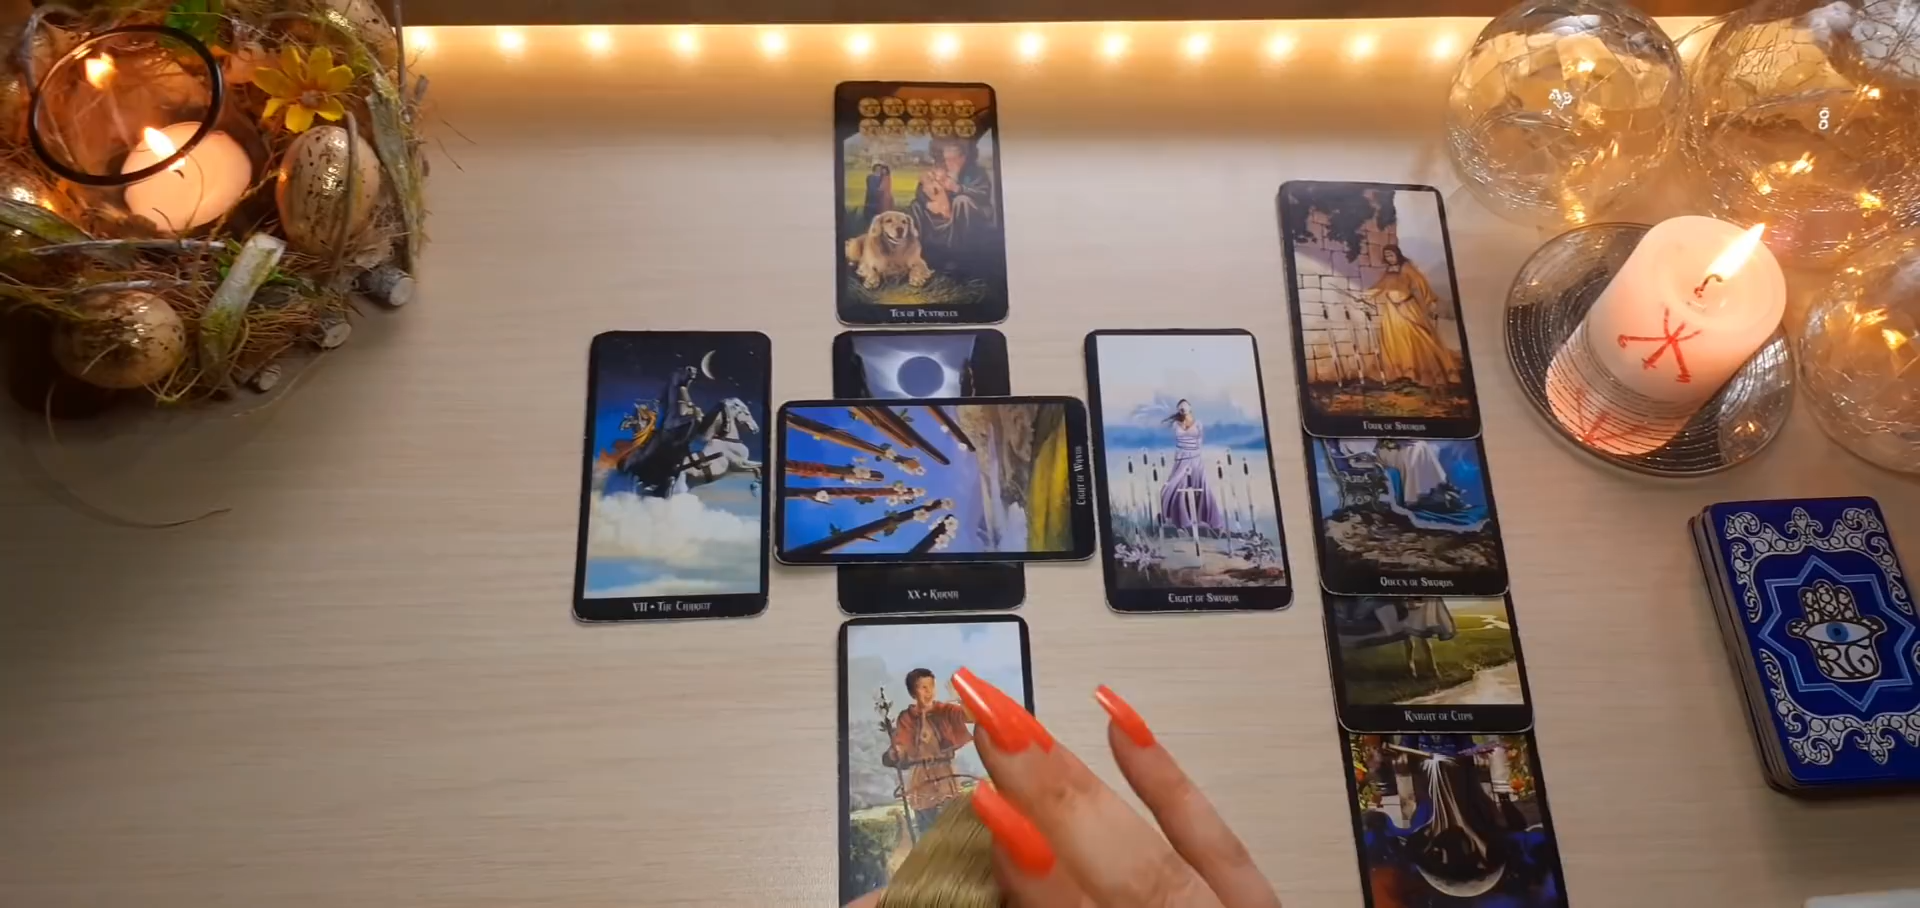 TEN OF PENTACLES
VII • THE CHARIOT
EIGHT OF WANDS
XX • KARMA
EIGHT OF SWORDS
FOUR OF SWORDS
QUEEN OF SWORDS
KNIGHT OF CUPS